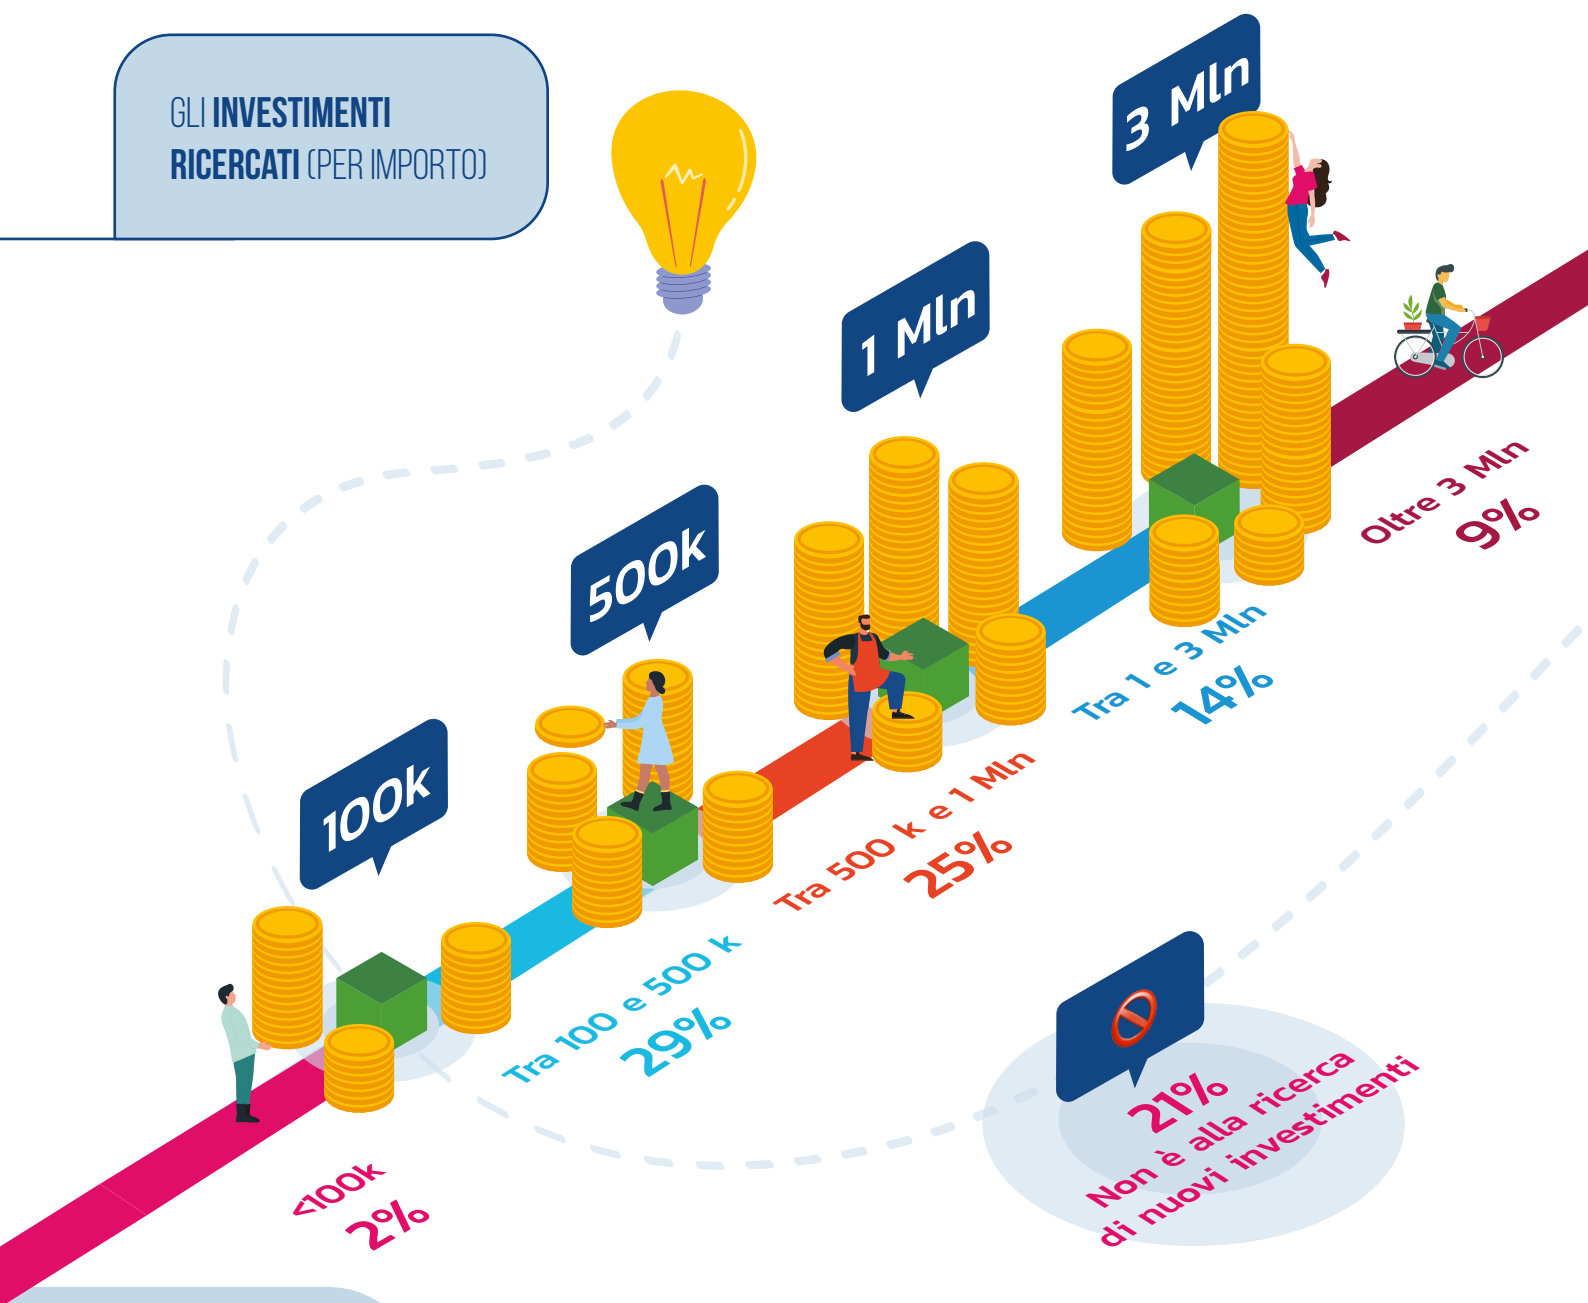 GLI INVESTIMENTI
RICERCATI (PER IMPORTO)
3 Mln
1 Mln
500k
100k
Oltre 3 Mln
9%
Tra 1 e 3 Mln
14%
Tra 500 k e 1 Mln
25%
Tra 100 e 500 k
29%
<100k
2%
21%
Non è alla ricerca
di nuovi investimenti